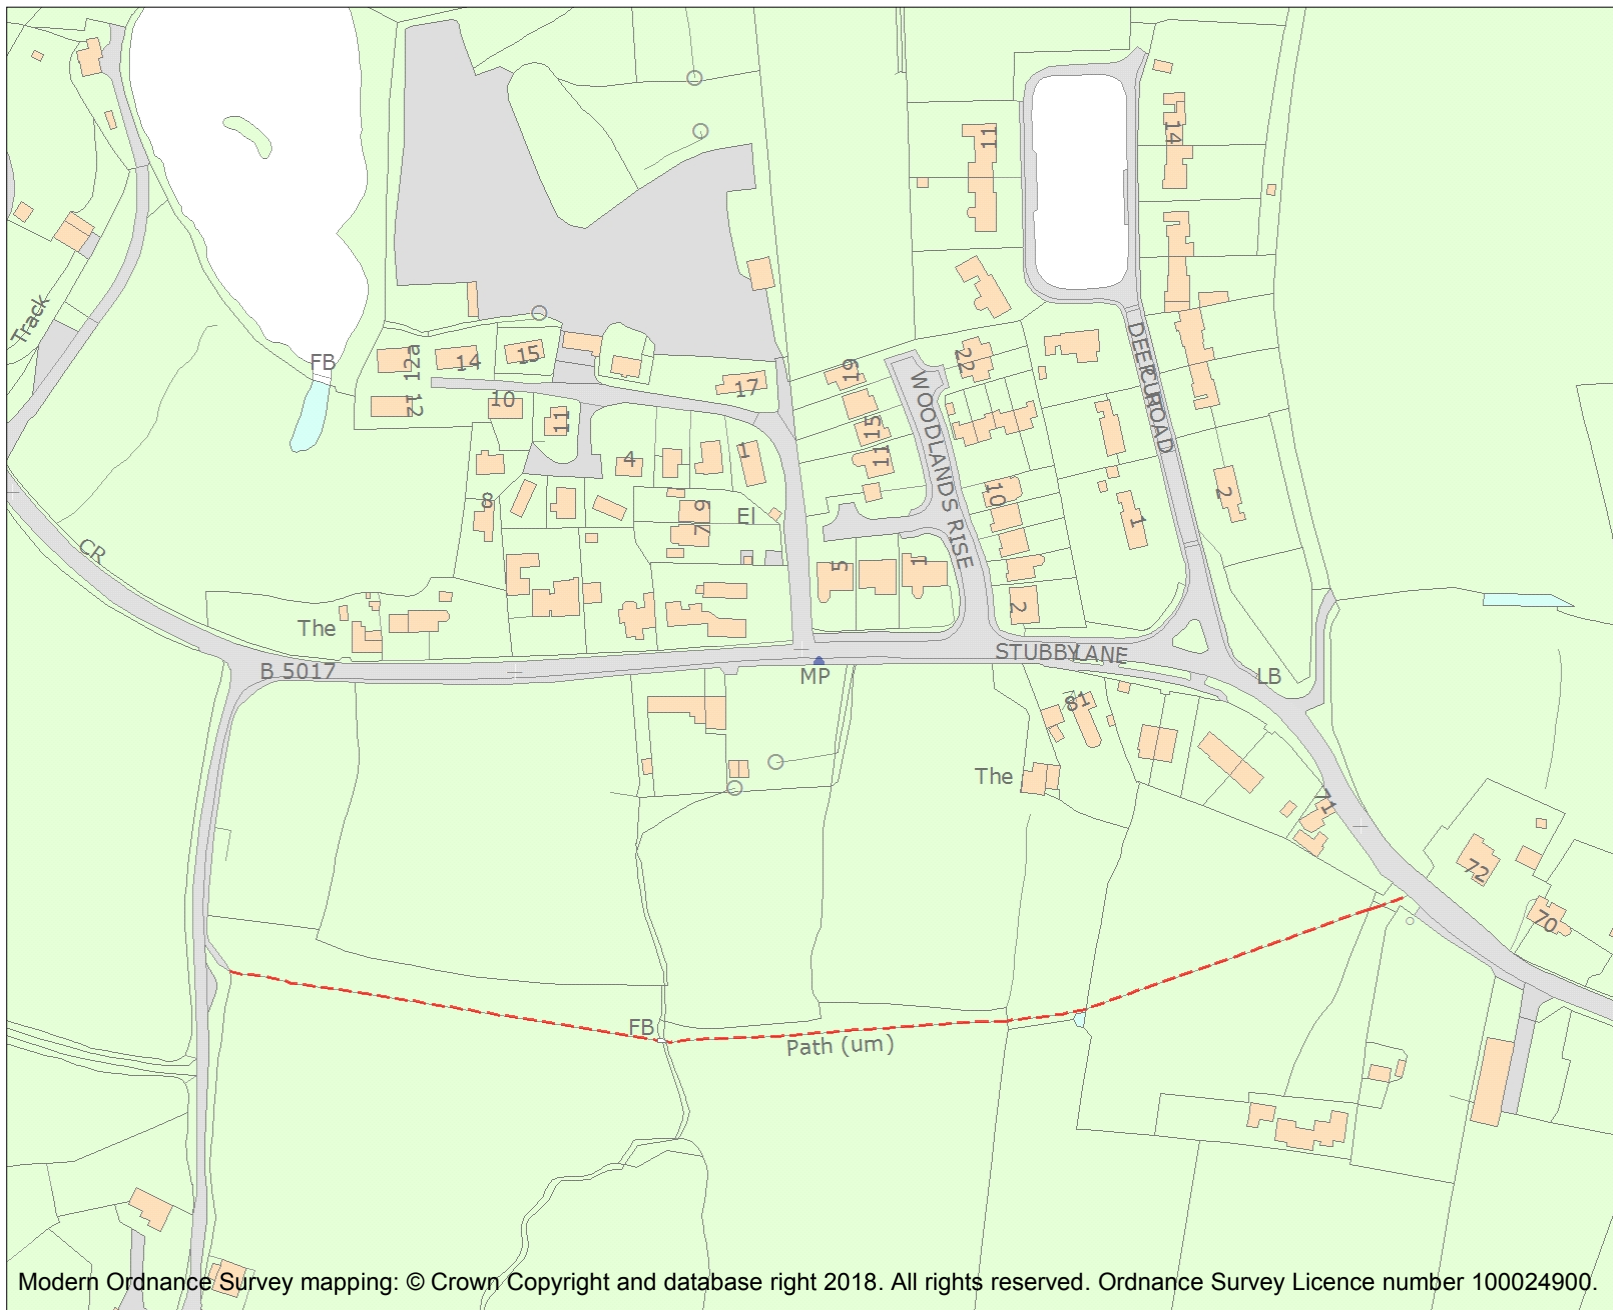 11
14
Track
FB
12a
14
15
19
22
DEER
ROAD
17
WOODLANDS RISE
12
10
11
15
11
4
1
10
2
8
9
7
El
1
CR
5
1
2
The
B 5017
STUBBY LANE
MP
LB
81
The
71
72
70
FB
Path (um)
Modern Ordnance Survey mapping: © Crown Copyright and database right 2018. All rights reserved. Ordnance Survey Licence number 100024900.